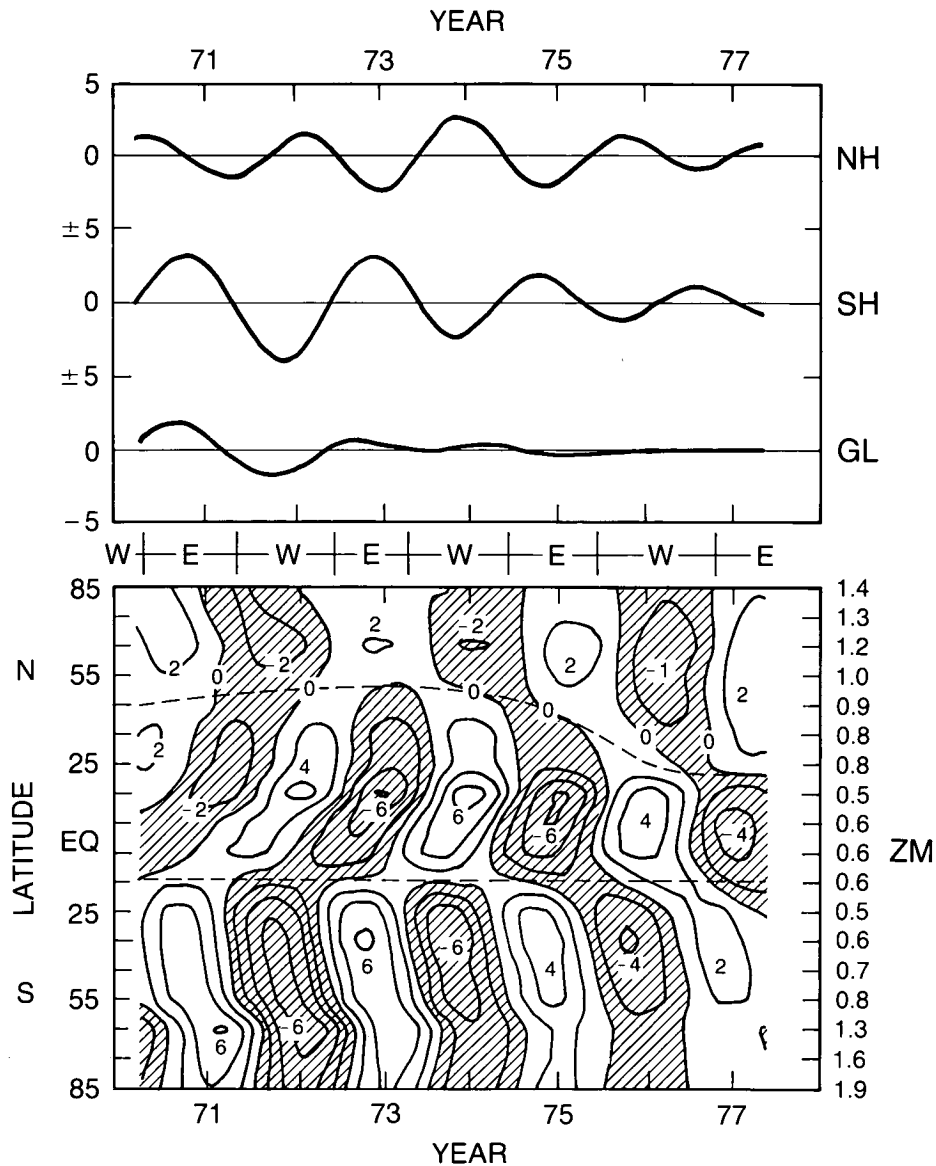 YEAR
71 73 75 77
5
0 NH
±5
0 SH
±5
0 GL
-5
W E W E W E W E
85 1.4
1.3
N 1.2
55 1.0
0.9
0.8
25 0.8
0.5
0.6
EQ 0.6
0.6
25 0.5
0.6
0.7
S 0.8
55 1.3
1.6
85 1.9
LATITUDE
ZM
2 -2 2 -2 2 -1 2
0 0 0 0 0 0
2 -2 4 -6 6 -6 4 -4
6 -6 6 -6 4 -4 2
71 73 75 77
YEAR